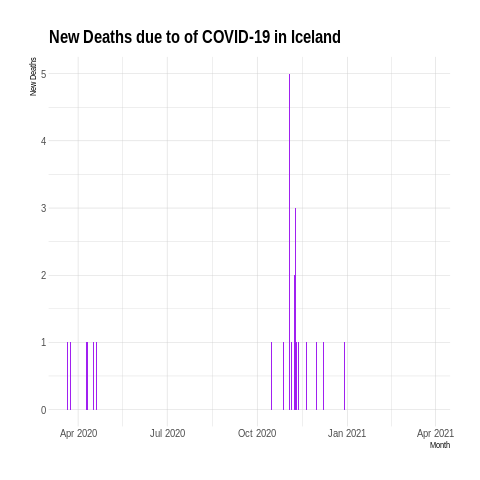 New Deaths due to of COVID-19 in Iceland
New Deaths
5
4
3
2
1
0
Apr 2020 Jul 2020 Oct 2020 Jan 2021 Apr 2021
Month